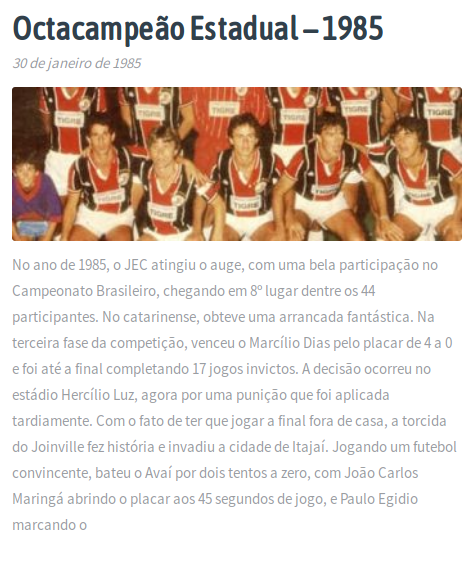 Octacampeão Estadual – 1985
30 de janeiro de 1985
TIGRE TIGRE TIGRE TIGRE
TIGRE TIGRE TIGRE TIGRE TIGRE
No ano de 1985, o JEC atingiu o auge, com uma bela participação no
Campeonato Brasileiro, chegando em 8º lugar dentre os 44
participantes. No catarinense, obteve uma arrancada fantástica. Na
terceira fase da competição, venceu o Marcílio Dias pelo placar de 4 a 0
e foi até a final completando 17 jogos invictos. A decisão ocorreu no
estádio Hercílio Luz, agora por uma punição que foi aplicada
tardiamente. Com o fato de ter que jogar a final fora de casa, a torcida
do Joinville fez história e invadiu a cidade de Itajaí. Jogando um futebol
convincente, bateu o Avaí por dois tentos a zero, com João Carlos
Maringá abrindo o placar aos 45 segundos de jogo, e Paulo Egidio
marcando o